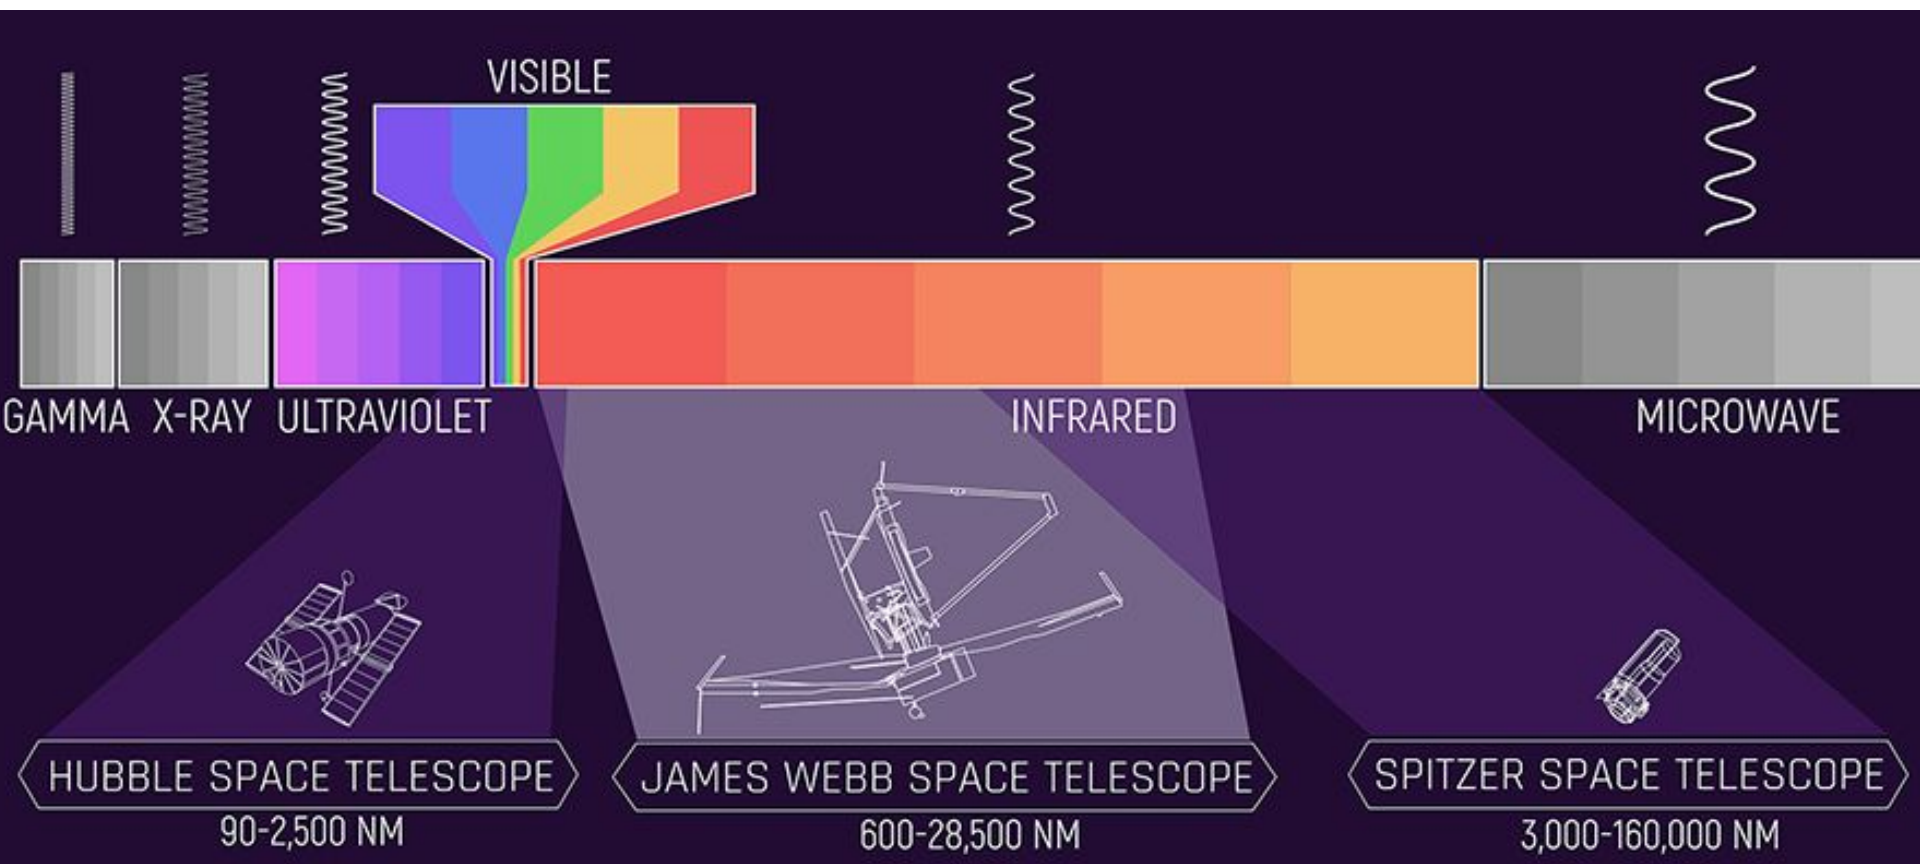 VISIBLE
GAMMA X-RAY ULTRAVIOLET INFRARED MICROWAVE
HUBBLE SPACE TELESCOPE
90-2,500 NM
JAMES WEBB SPACE TELESCOPE
600-28,500 NM
SPITZER SPACE TELESCOPE
3,000-160,000 NM